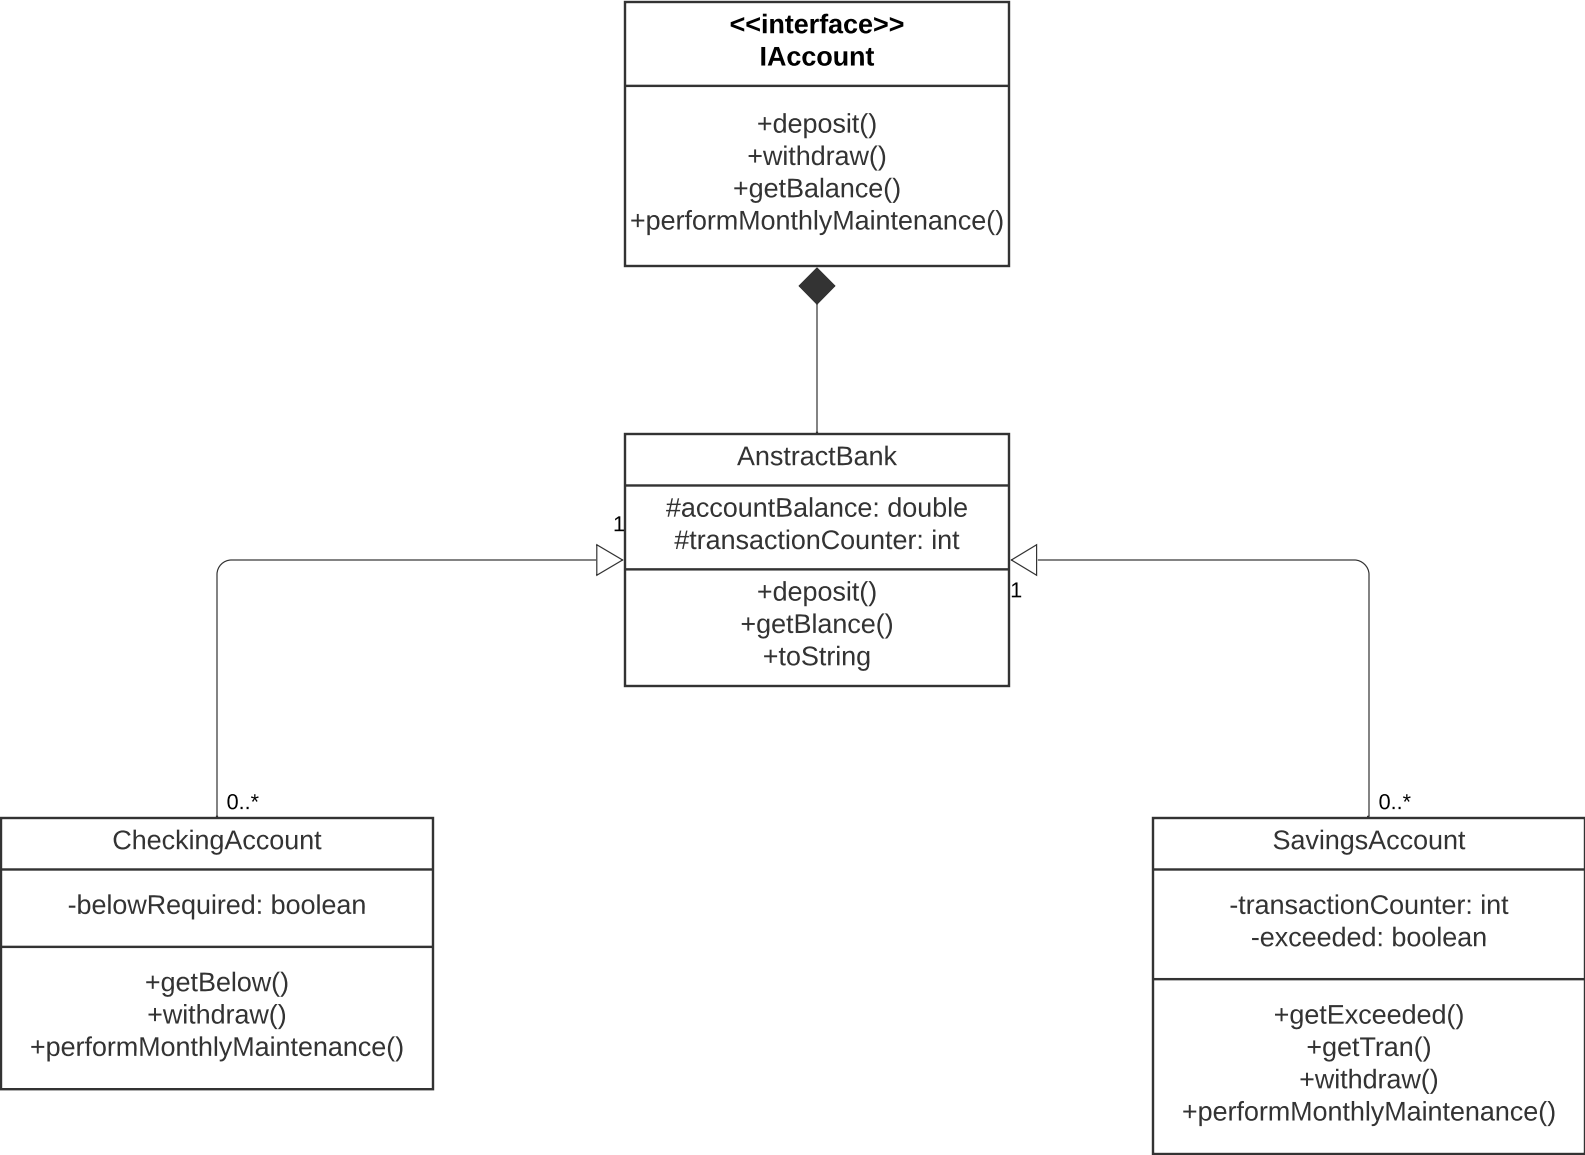 <<interface>>
IAccount
+deposit()
+withdraw()
+getBalance()
+performMonthlyMaintenance()
AnstractBank
#accountBalance: double
#transactionCounter: int
1
1
+deposit()
+getBlance()
+toString
0..*
CheckingAccount
-belowRequired: boolean
+getBelow()
+withdraw()
+performMonthlyMaintenance()
0..*
SavingsAccount
-transactionCounter: int
-exceeded: boolean
+getExceeded()
+getTran()
+withdraw()
+performMonthlyMaintenance()